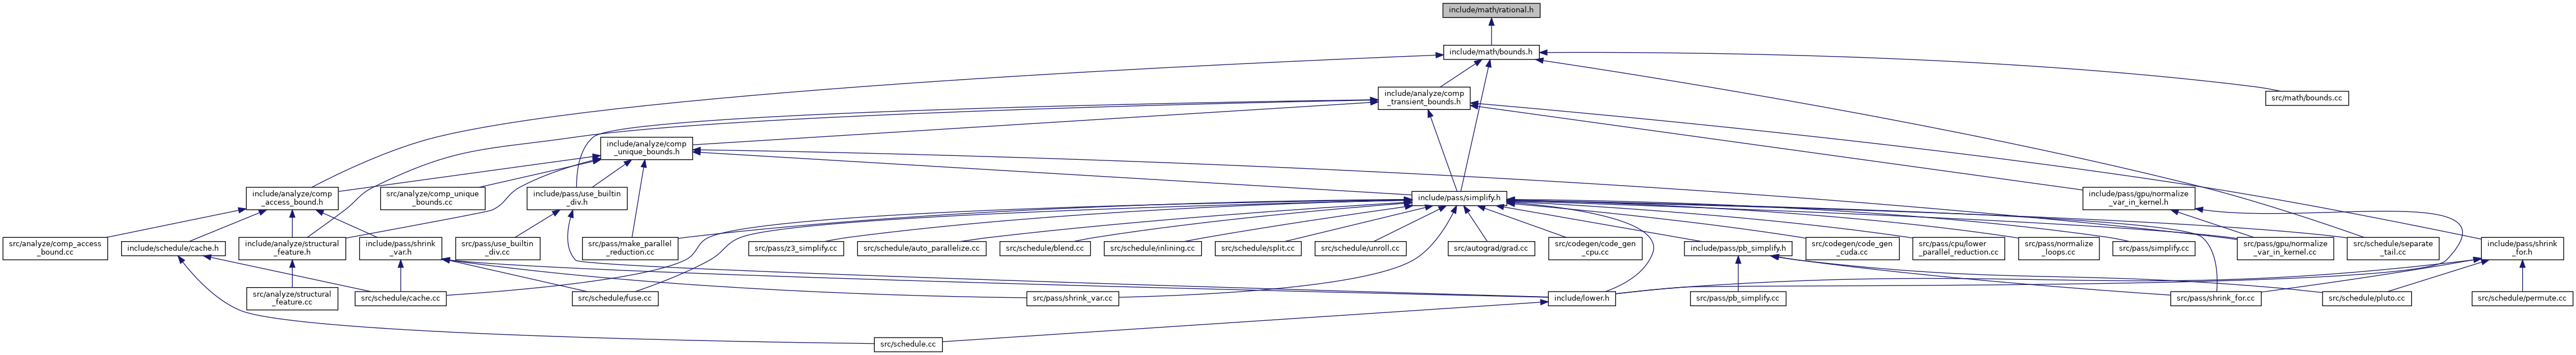 include/math/rational.h
include/math/bounds.h
include/analyze/comp
_transient_bounds.h
src/math/bounds.cc
include/analyze/comp
_unique_bounds.h
include/analyze/comp
_access_bound.h
src/analyze/comp_unique
_bounds.cc
include/pass/use_builtin
_div.h
include/pass/simplify.h
include/pass/gpu/normalize
_var_in_kernel.h
src/analyze/comp_access
_bound.cc
include/schedule/cache.h
include/analyze/structural
_feature.h
include/pass/shrink
_var.h
src/pass/use_builtin
_div.cc
src/pass/make_parallel
_reduction.cc
src/pass/z3_simplify.cc
src/schedule/auto_parallelize.cc
src/schedule/blend.cc
src/schedule/inlining.cc
src/schedule/split.cc
src/schedule/unroll.cc
src/autograd/grad.cc
src/codegen/code_gen
_cpu.cc
include/pass/pb_simplify.h
src/codegen/code_gen
_cuda.cc
src/pass/cpu/lower
_parallel_reduction.cc
src/pass/normalize
_loops.cc
src/pass/simplify.cc
src/pass/gpu/normalize
_var_in_kernel.cc
src/schedule/separate
_tail.cc
include/pass/shrink
_for.h
src/analyze/structural
_feature.cc
src/schedule/cache.cc
src/schedule/fuse.cc
src/pass/shrink_var.cc
include/lower.h
src/pass/pb_simplify.cc
src/pass/shrink_for.cc
src/schedule/pluto.cc
src/schedule/permute.cc
src/schedule.cc